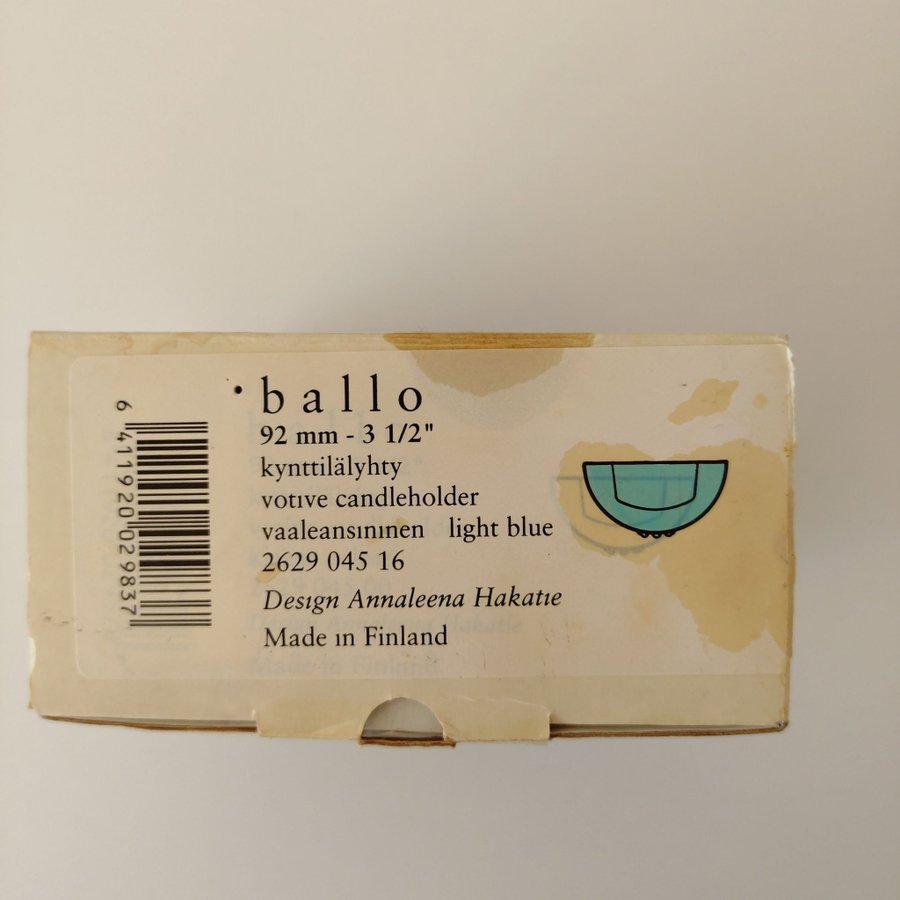 ballo
92 mm - 3 1/2"
kynttilälyhty
votive candleholder
vaaleansininen light blue
2629 045 16
Design Annaleena Hakatie
Made in Finland
6 411920 029837